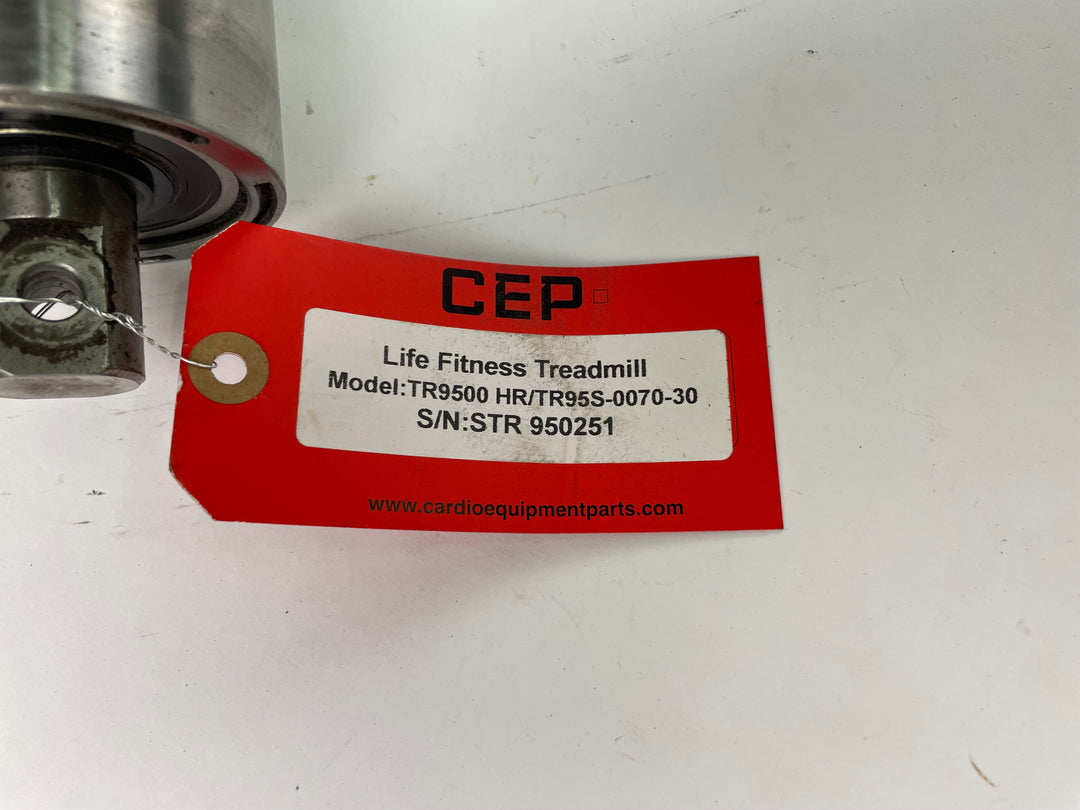 CEP
Life Fitness Treadmill
Model:TR9500 HR/TR95S-0070-30
S/N:STR 950251
www.cardioequipmentparts.com